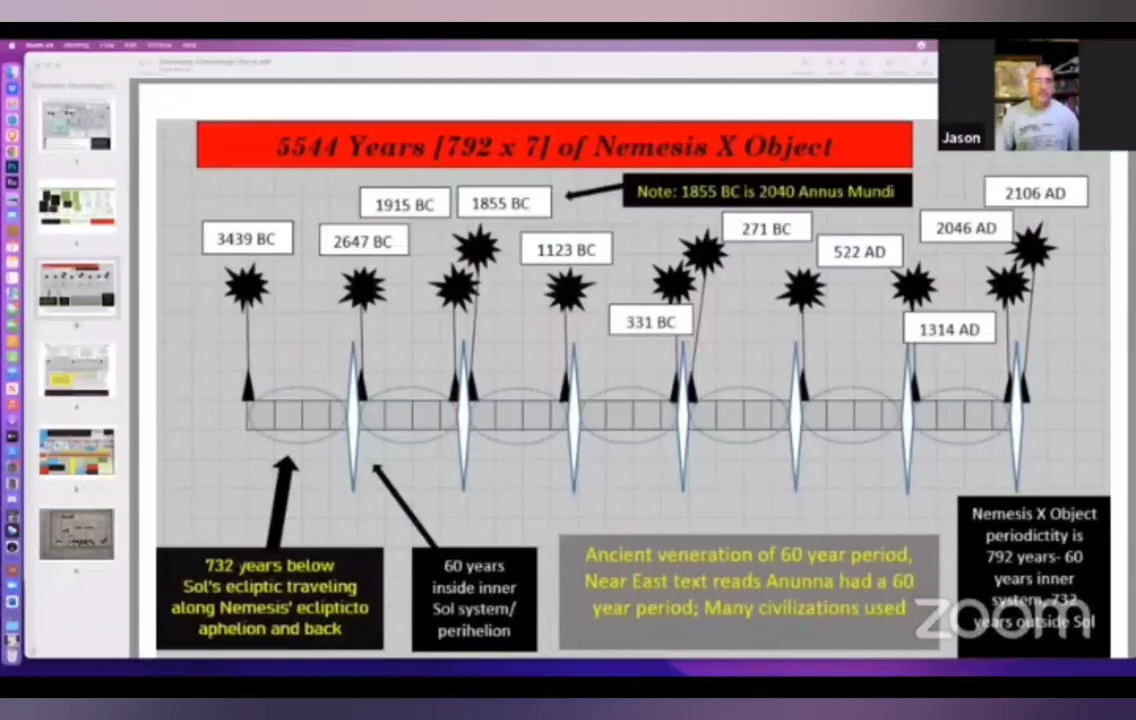 Jason
5544 Years [792 x 7] of Nemesis X Object
Note: 1855 BC is 2040 Annus Mundi
2106 AD
1915 BC
1855 BC
3439 BC
2647 BC
1123 BC
271 BC
2046 AD
522 AD
331 BC
1314 AD
732 years below
Sol's ecliptic traveling
along Nemesis' eclipticto
aphelion and back
60 years
inside inner
Sol system/
perihelion
Ancient veneration of 60 year period,
Near East text reads Anunna had a 60
year period; Many civilizations used
Nemesis X Object
periodictity is
792 years- 60
years inner
system, 732
years outside Sol
zoom